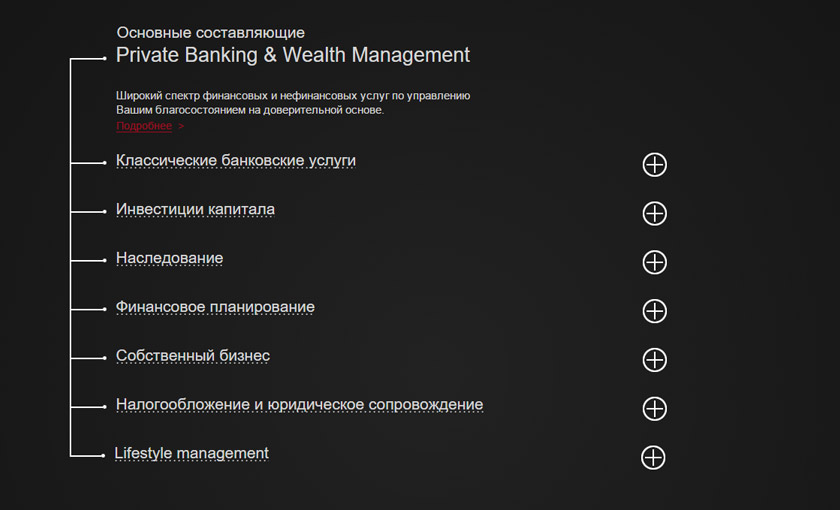 Основные составляющие
Private Banking & Wealth Management
Широкий спектр финансовых и нефинансовых услуг по управлению
Вашим благосостоянием на доверительной основе.
Подробнее >
Классические банковские услуги
Инвестиции капитала
Наследование
Финансовое планирование
Собственный бизнес
Налогообложение и юридическое сопровождение
Lifestyle management